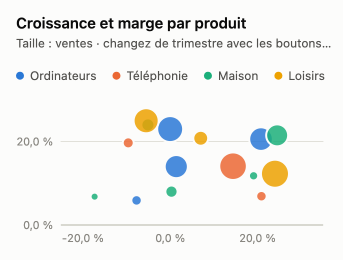 Croissance et marge par produit
Taille : ventes · changez de trimestre avec les boutons...
Ordinateurs Téléphonie Maison Loisirs
20,0 %
0,0 %
-20,0 % 0,0 % 20,0 %